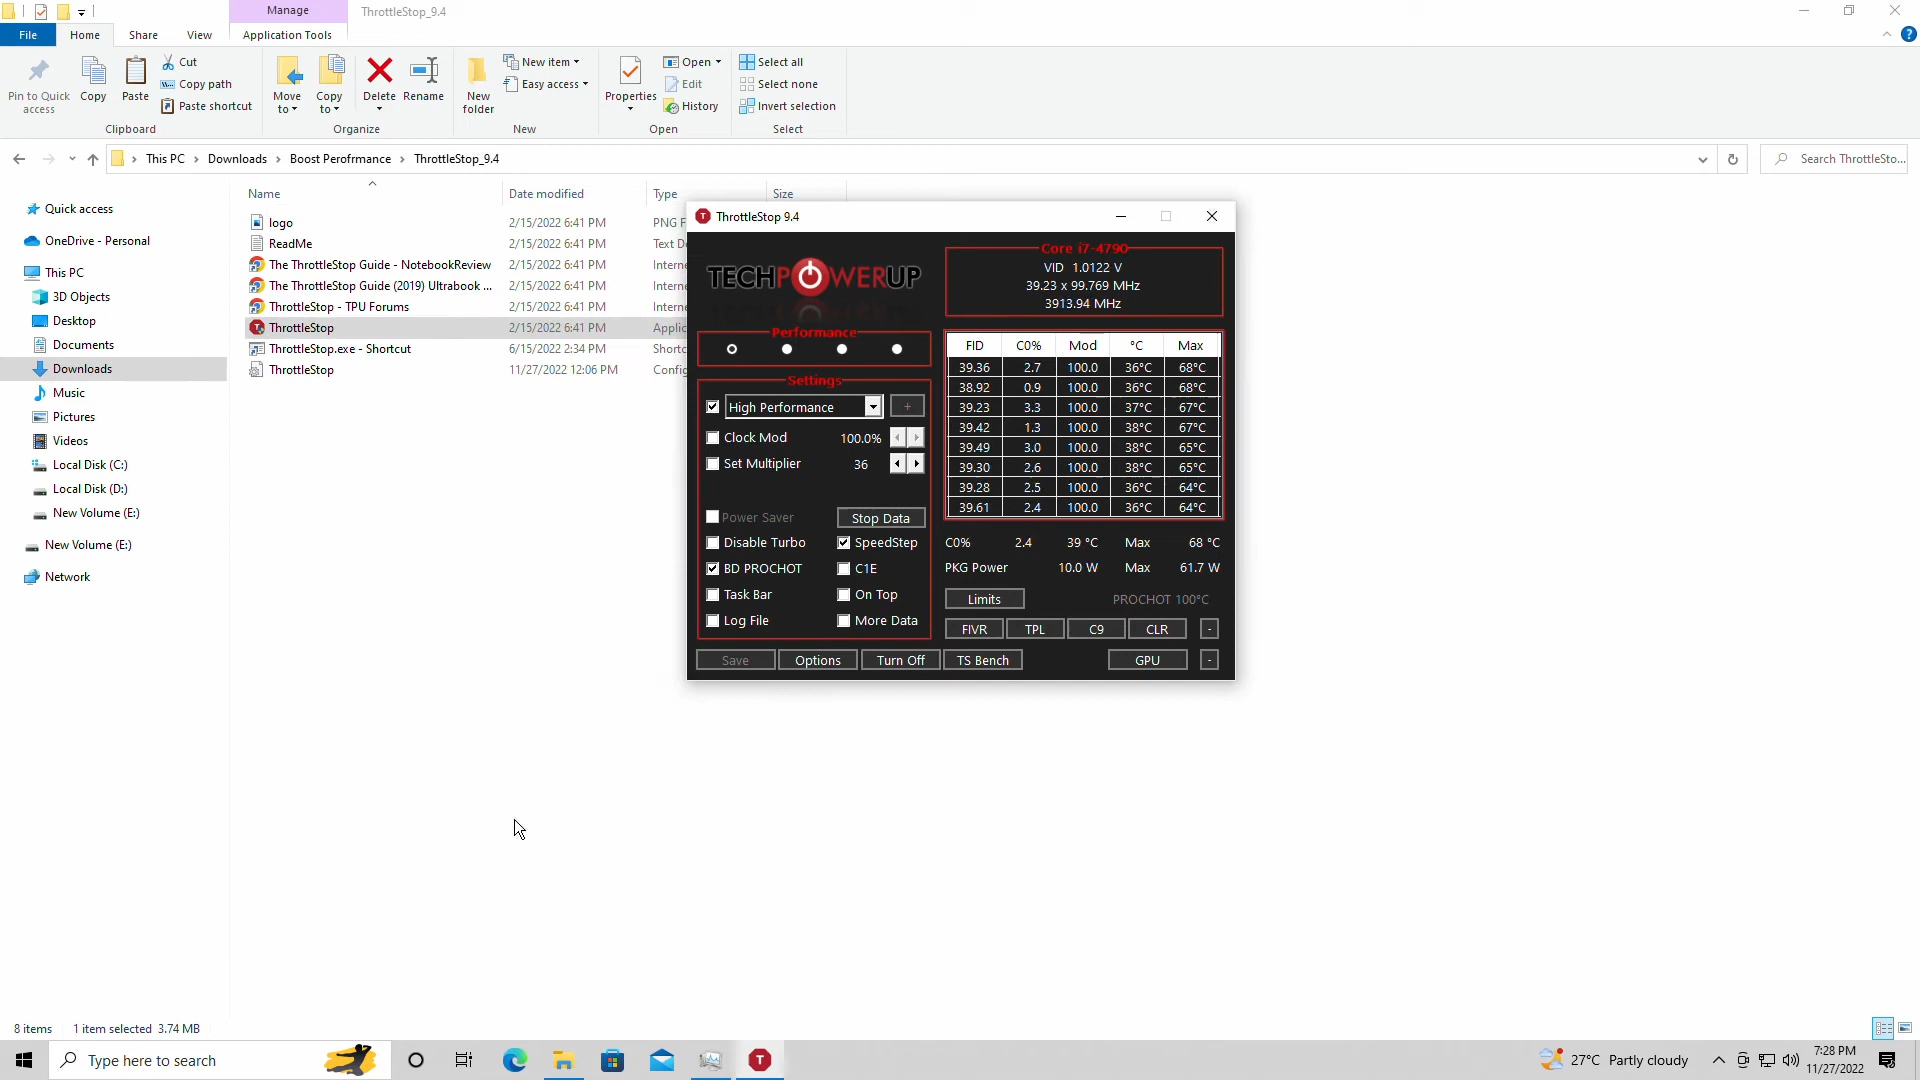 Manage
ThrottleStop_9.4
File
Home
Share
View
Application Tools
Pin to Quick access
Copy
Paste
Cut
Copy path
Paste shortcut
Clipboard
Move to
Copy to
Delete
Rename
Organize
New folder
New item
Easy access
New
Properties
Open
Edit
History
Open
Select all
Select none
Invert selection
Select
This PC > Downloads > Boost Perofrmance > ThrottleStop_9.4
Search ThrottleSto...
Quick access
OneDrive - Personal
This PC
3D Objects
Desktop
Documents
Downloads
Music
Pictures
Videos
Local Disk (C:)
Local Disk (D:)
New Volume (E:)
New Volume (E:)
Network
Name Date modified Type Size
logo 2/15/2022 6:41 PM PNG F
ReadMe 2/15/2022 6:41 PM Text Do
The ThrottleStop Guide - NotebookReview 2/15/2022 6:41 PM Interne
The ThrottleStop Guide (2019) Ultrabook ... 2/15/2022 6:41 PM Interne
ThrottleStop - TPU Forums 2/15/2022 6:41 PM Interne
ThrottleStop 2/15/2022 6:41 PM Applic
ThrottleStop.exe - Shortcut 6/15/2022 2:34 PM Shortc
ThrottleStop 11/27/2022 12:06 PM Config
ThrottleStop 9.4
TECHPOWERUP
Performance
Settings
High Performance +
Clock Mod 100.0%
Set Multiplier 36
Power Saver Stop Data
Disable Turbo SpeedStep
BD PROCHOT C1E
Task Bar On Top
Log File More Data
Save Options Turn Off TS Bench
Core i7-4790
VID 1.0122 V
39.23 x 99.769 MHz
3913.94 MHz
FID C0% Mod °C Max
39.36 2.7 100.0 36°C 68°C
38.92 0.9 100.0 36°C 68°C
39.23 3.3 100.0 37°C 67°C
39.42 1.3 100.0 38°C 67°C
39.49 3.0 100.0 38°C 65°C
39.30 2.6 100.0 38°C 65°C
39.28 2.5 100.0 36°C 64°C
39.61 2.4 100.0 36°C 64°C
C0% 2.4 39 °C Max 68 °C
PKG Power 10.0 W Max 61.7 W
Limits PROCHOT 100°C
FIVR TPL C9 CLR -
GPU -
8 items 1 item selected 3.74 MB
Type here to search
27°C Partly cloudy
7:28 PM
11/27/2022